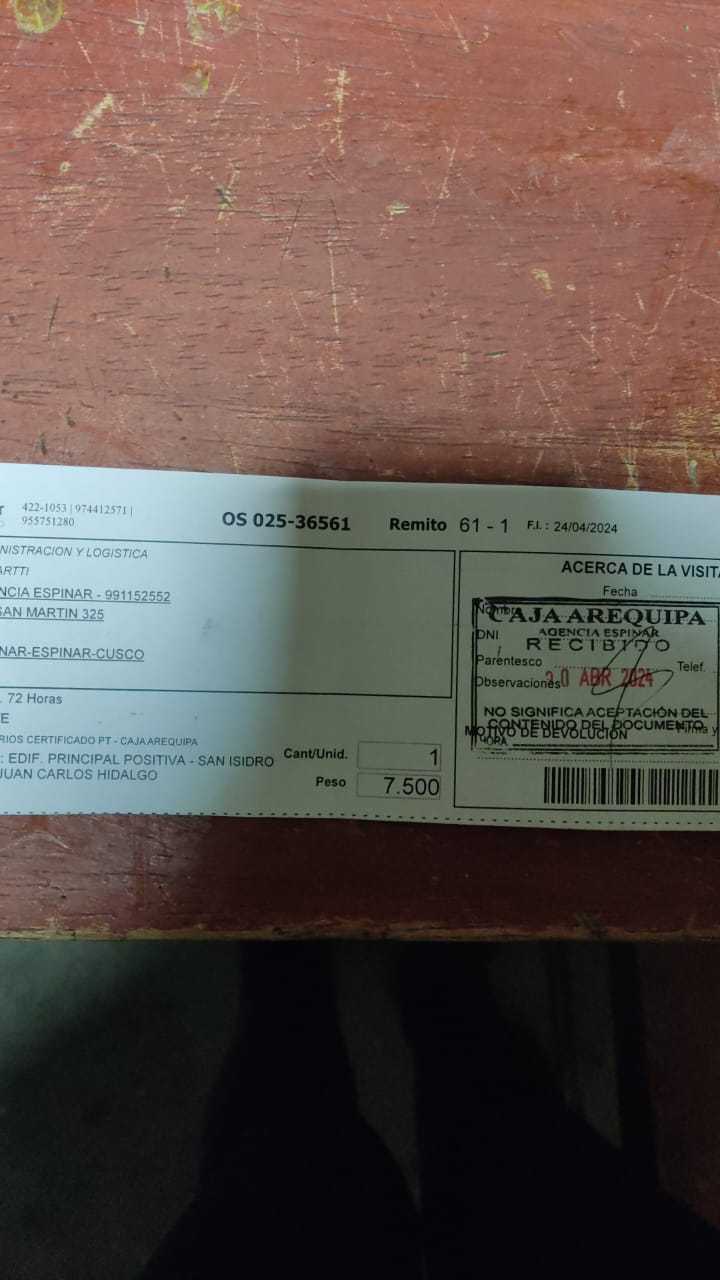 422-1053 | 974412571 |
955751280
OS 025-36561
Remito 61 - 1
F.I. : 24/04/2024
NISTRACION Y LOGISTICA
ARTTI
NCIA ESPINAR - 991152552
SAN MARTIN 325
NAR-ESPINAR-CUSCO
. 72 Horas
E
RIOS CERTIFICADO PT - CAJA AREQUIPA
: EDIF. PRINCIPAL POSITIVA - SAN ISIDRO
JUAN CARLOS HIDALGO
Cant/Unid. 1
Peso 7.500
ACERCA DE LA VISITA
Fecha
Nombre
CAJA AREQUIPA
DNI
AGENCIA ESPINAR
RECIBIDO
Parentesco
Telef.
Observaciones
ABR 2024
NO SIGNIFICA ACEPTACIÓN DEL
CONTENIDO DEL DOCUMENTO
MOTIVO DE DEVOLUCIÓN
Firma y